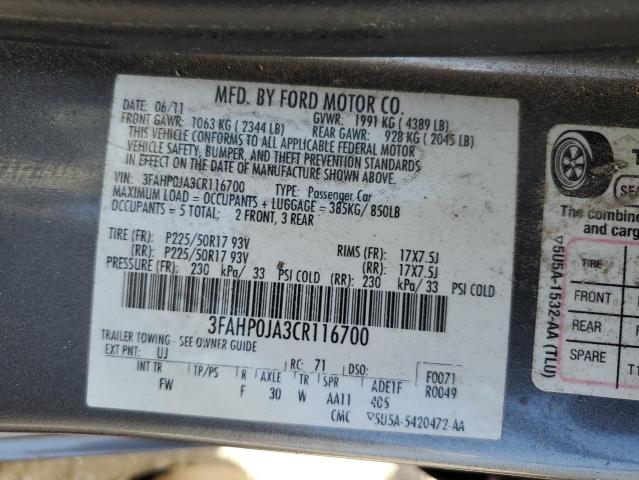 MFD. BY FORD MOTOR CO.
DATE: 06/11 GVWR: 1991 KG ( 4389 LB)
FRONT GAWR: 1063 KG ( 2344 LB) REAR GAWR: 928 KG ( 2045 LB)
THIS VEHICLE CONFORMS TO ALL APPLICABLE FEDERAL MOTOR
VEHICLE SAFETY, BUMPER, AND THEFT PREVENTION STANDARDS
IN EFFECT ON THE DATE OF MANUFACTURE SHOWN ABOVE.
VIN: 3FAHP0JA3CR116700 TYPE: Passenger Car
MAXIMUM LOAD = OCCUPANTS + LUGGAGE = 385KG/850LB
OCCUPANTS = 5 TOTAL; 2 FRONT, 3 REAR
TIRE (FR): P225/50R17 93V RIMS (FR): 17X7.5J
(RR): P225/50R17 93V (RR): 17X7.5J
PRESSURE (FR): 230 kPa/ 33 PSI COLD (RR): 230 kPa/ 33 PSI COLD
3FAHP0JA3CR116700
TRAILER TOWING - SEE OWNER GUIDE
EXT PNT: UJ RC: 71 DSO: F0071
INT TR TP/PS R AXLE TR SPR ADE1F R0049
FW F 30 W AA11 405
CMC ▽5U5A-5420472-AA
SE
The combine
and carg
TIRE
FRONT
REAR
SPARE
T1
▽5U5A-1532-AA (TLU)